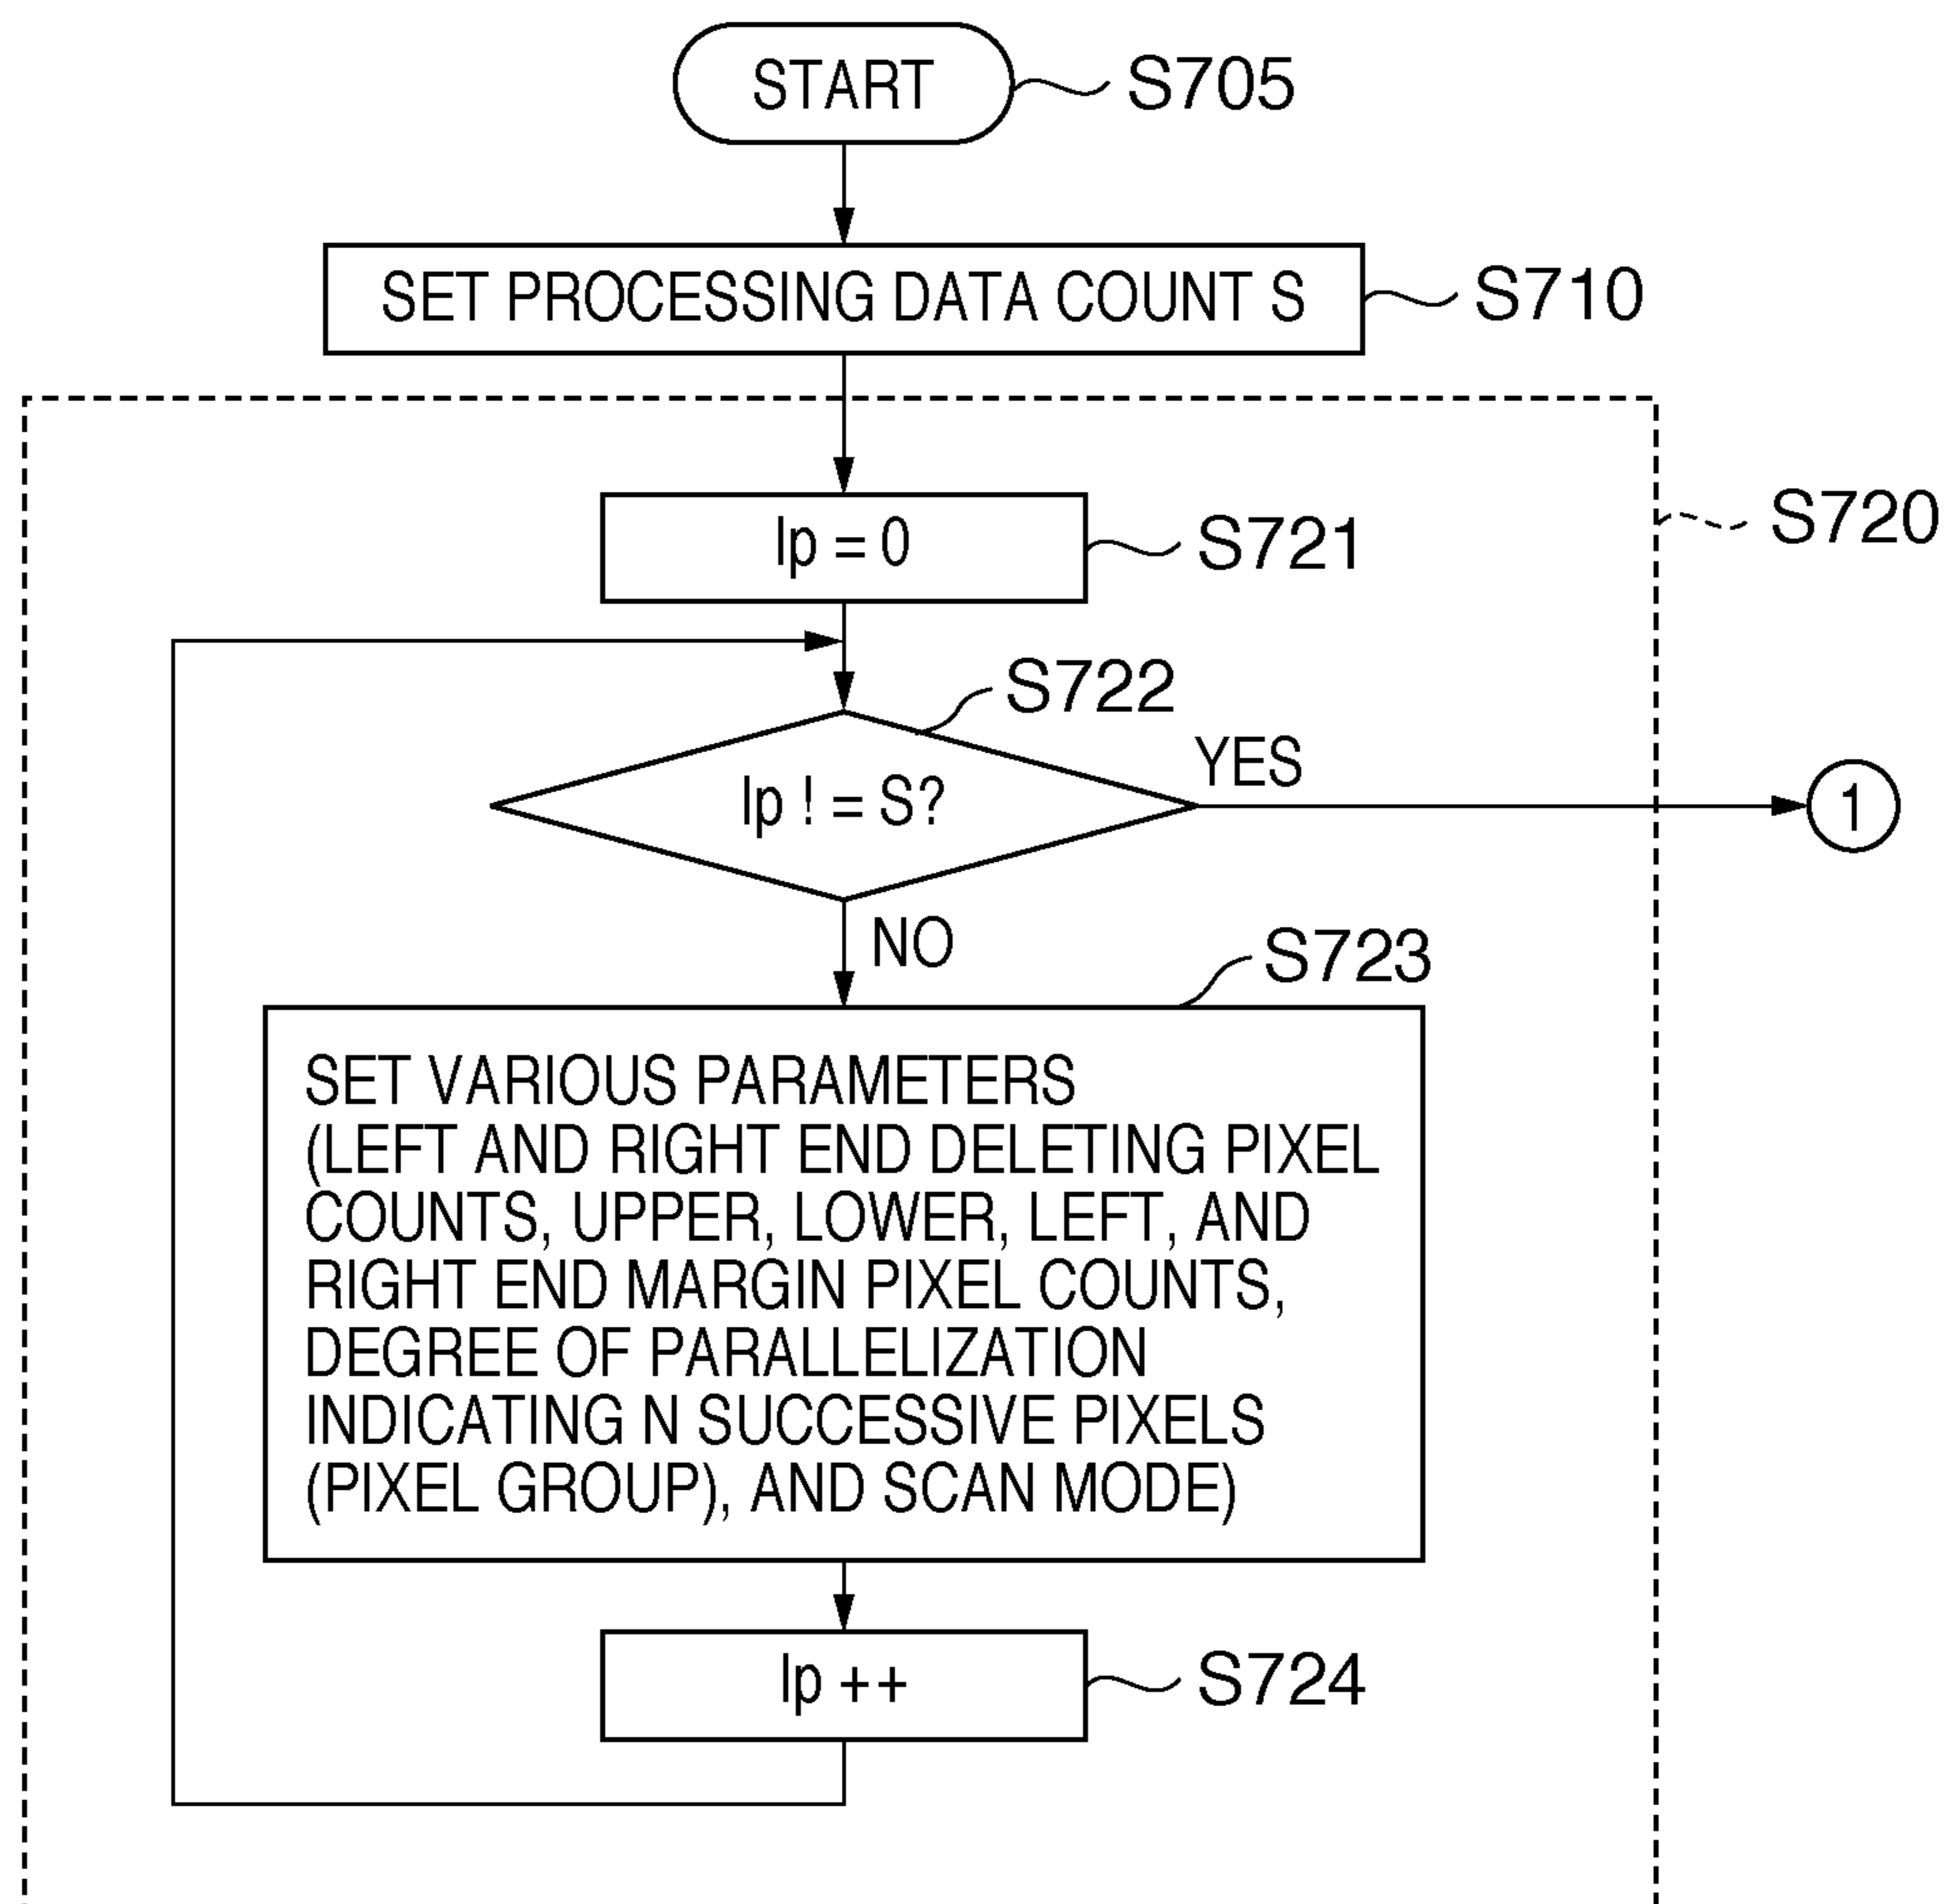 START
S705
SET PROCESSING DATA COUNT S
S710
S720
lp = 0
S721
S722
lp ! = S?
YES
1
NO
S723
SET VARIOUS PARAMETERS
(LEFT AND RIGHT END DELETING PIXEL
COUNTS, UPPER, LOWER, LEFT, AND
RIGHT END MARGIN PIXEL COUNTS,
DEGREE OF PARALLELIZATION
INDICATING N SUCCESSIVE PIXELS
(PIXEL GROUP), AND SCAN MODE)
lp ++
S724